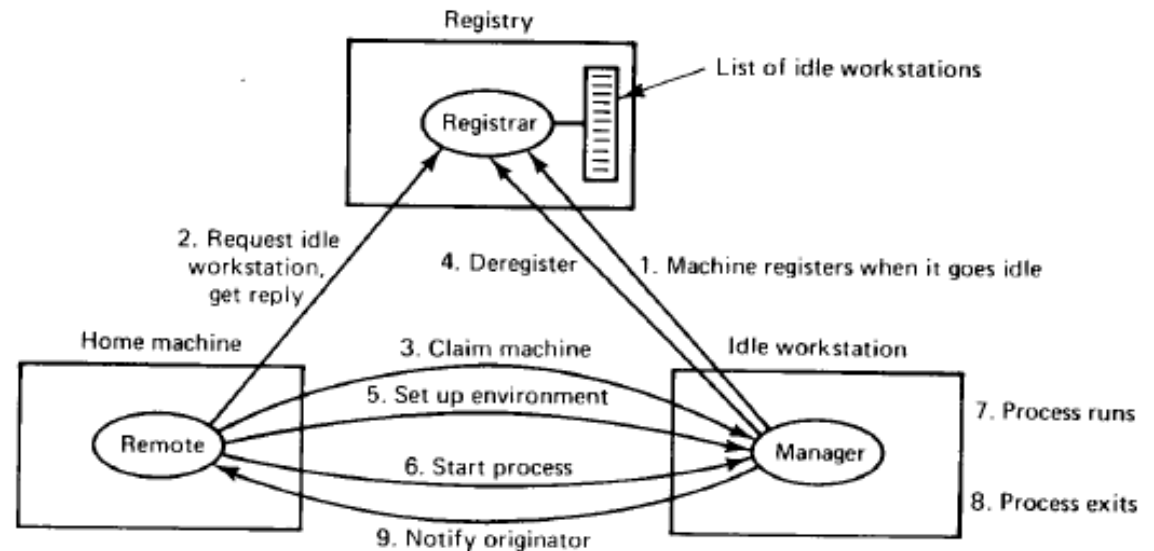 Registry
List of idle workstations
Registrar
2. Request idle
workstation,
get reply
4. Deregister
1. Machine registers when it goes idle
Home machine
3. Claim machine
Idle workstation
5. Set up environment
7. Process runs
Remote
Manager
6. Start process
8. Process exits
9. Notify originator